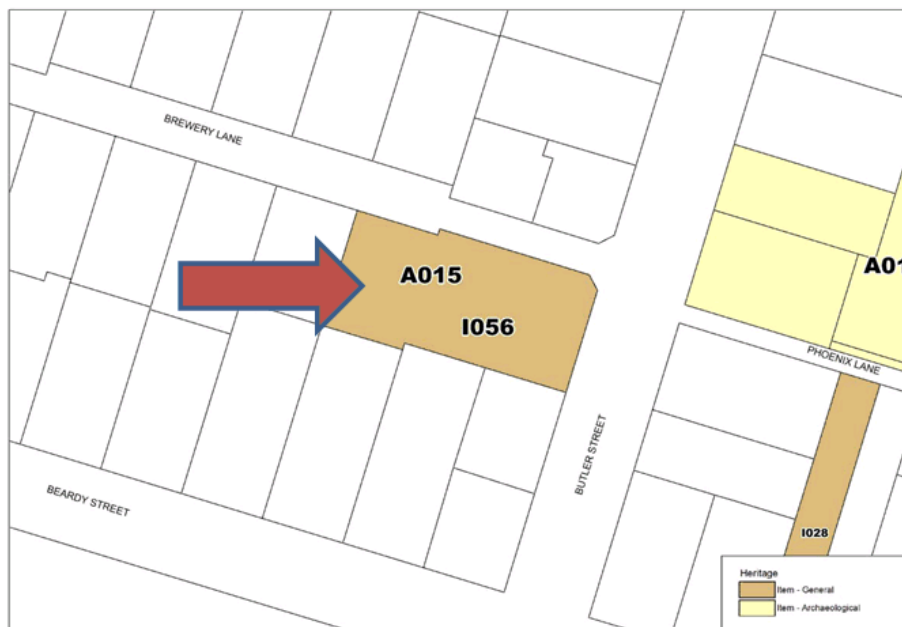 BREWERY LANE
A015
A01
I056
PHOENIX LANE
BUTLER STREET
BEARDY STREET
I028
Heritage
Item - General
Item - Archaeological